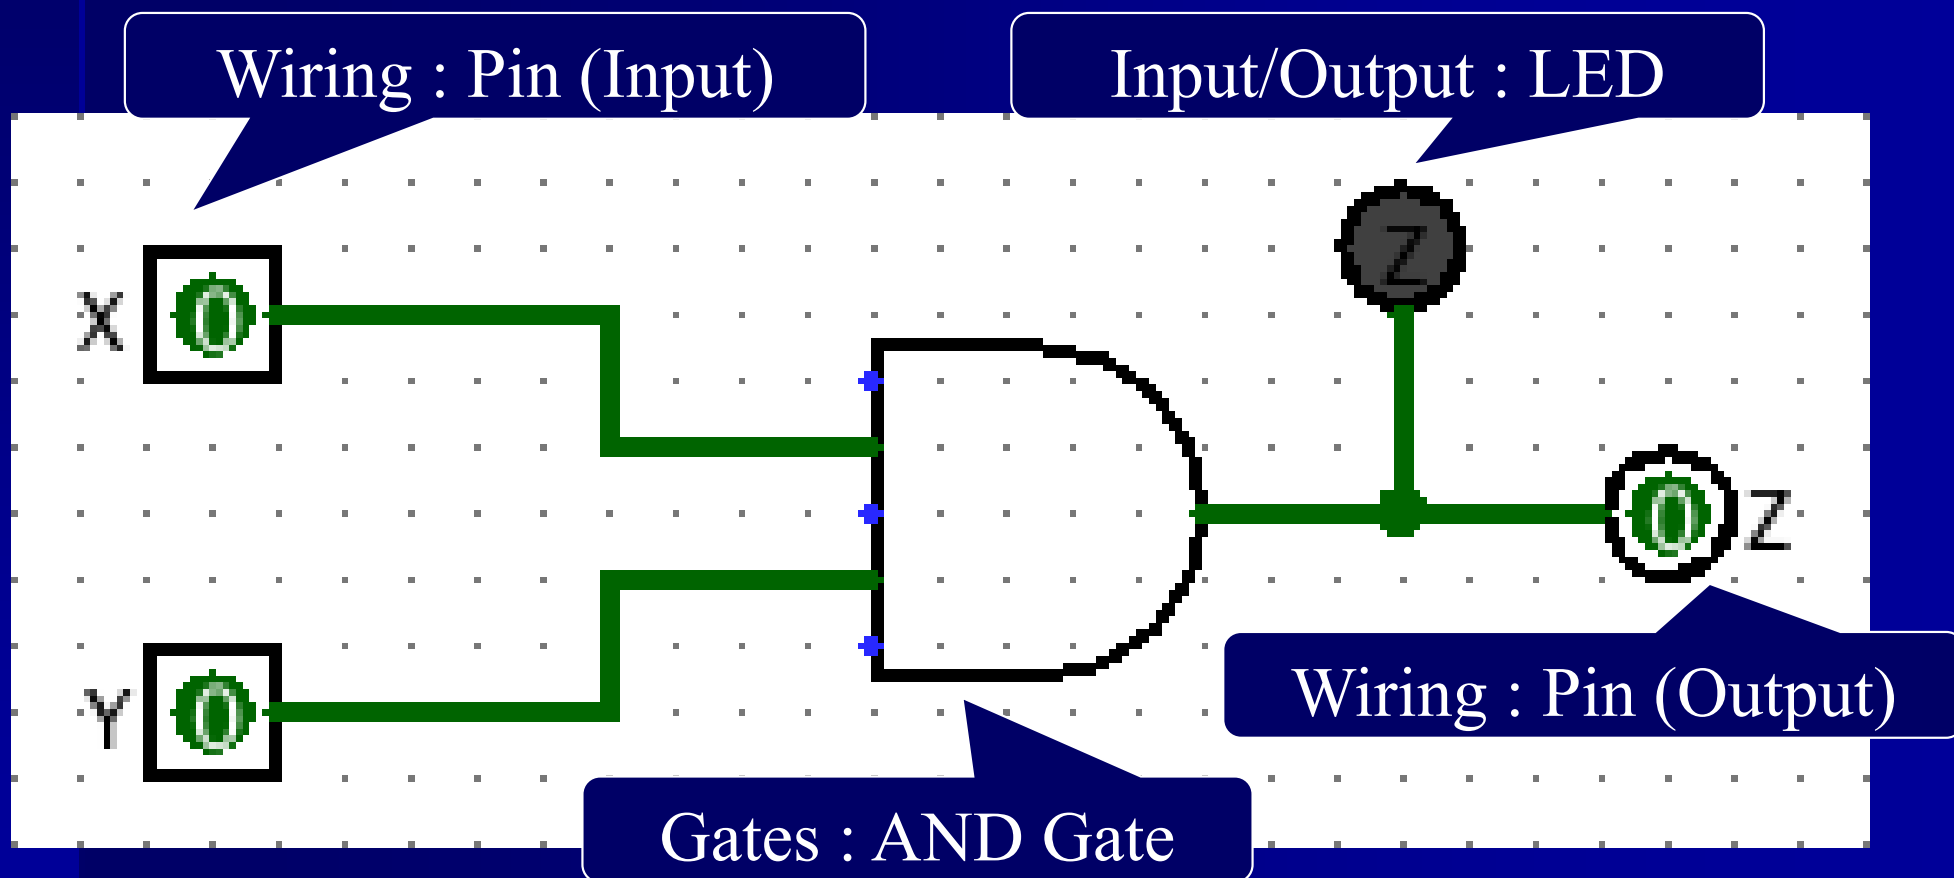 Wiring : Pin (Input)
Input/Output : LED
Z
X
0
0
Z
Wiring : Pin (Output)
Y
0
Gates : AND Gate